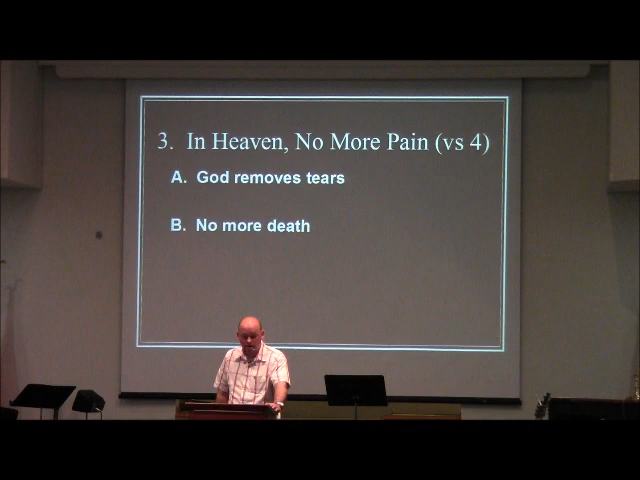 3. In Heaven, No More Pain (vs 4)
A. God removes tears
B. No more death